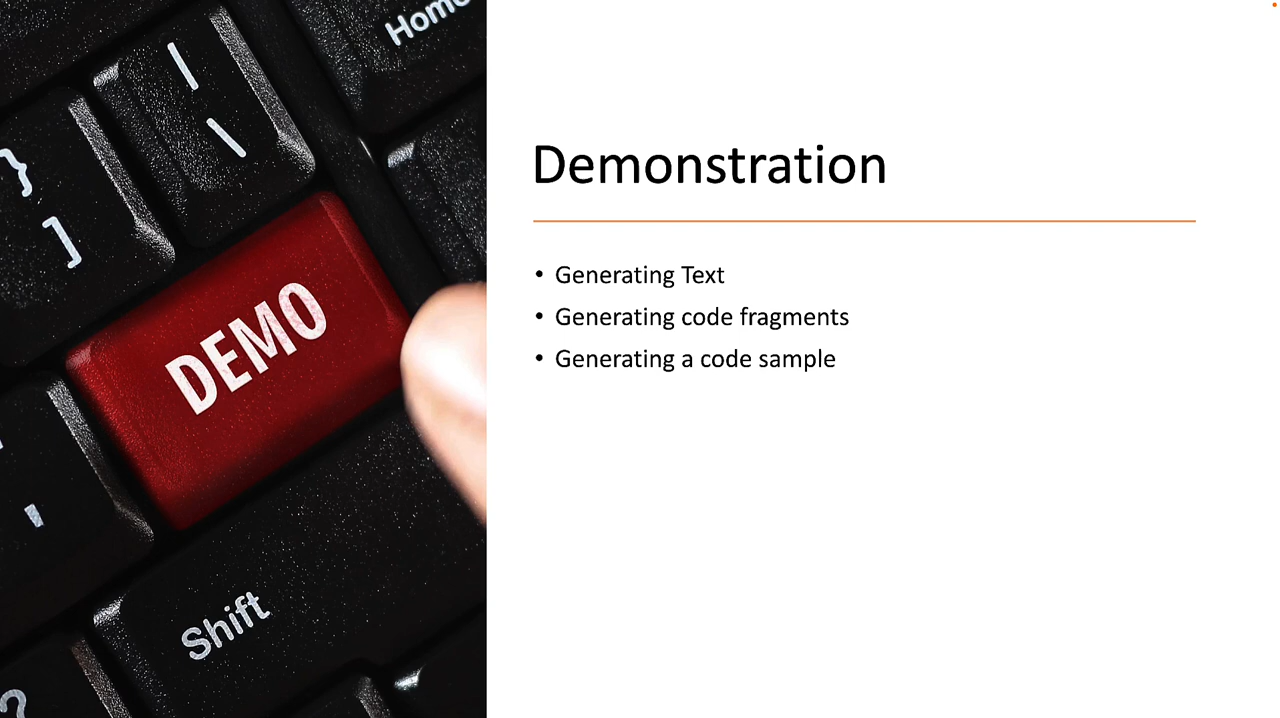 Home
|
\
}
]
DEMO
Shift
?
Demonstration
• Generating Text
• Generating code fragments
• Generating a code sample